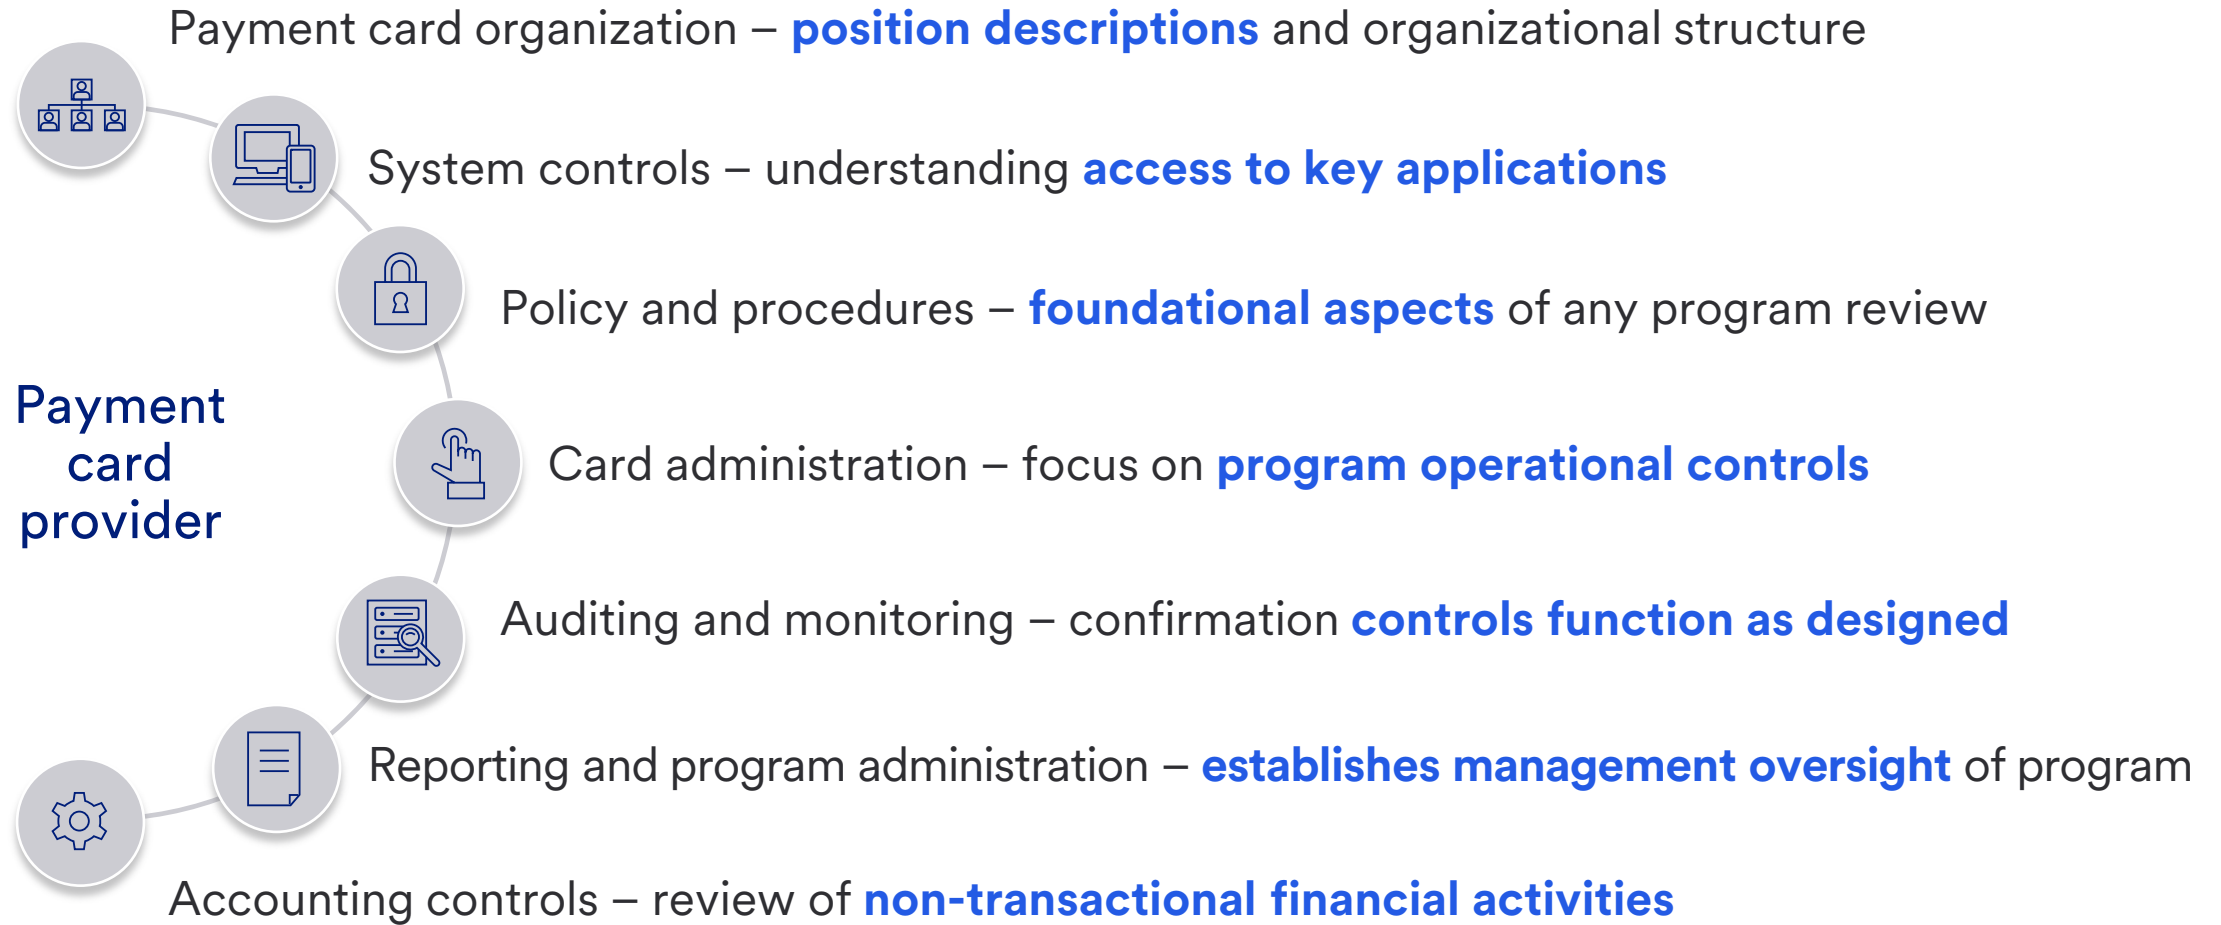 Payment card organization – position descriptions and organizational structure
System controls – understanding access to key applications
Policy and procedures – foundational aspects of any program review
Payment
card
provider
Card administration – focus on program operational controls
Auditing and monitoring – confirmation controls function as designed
Reporting and program administration – establishes management oversight of program
Accounting controls – review of non-transactional financial activities